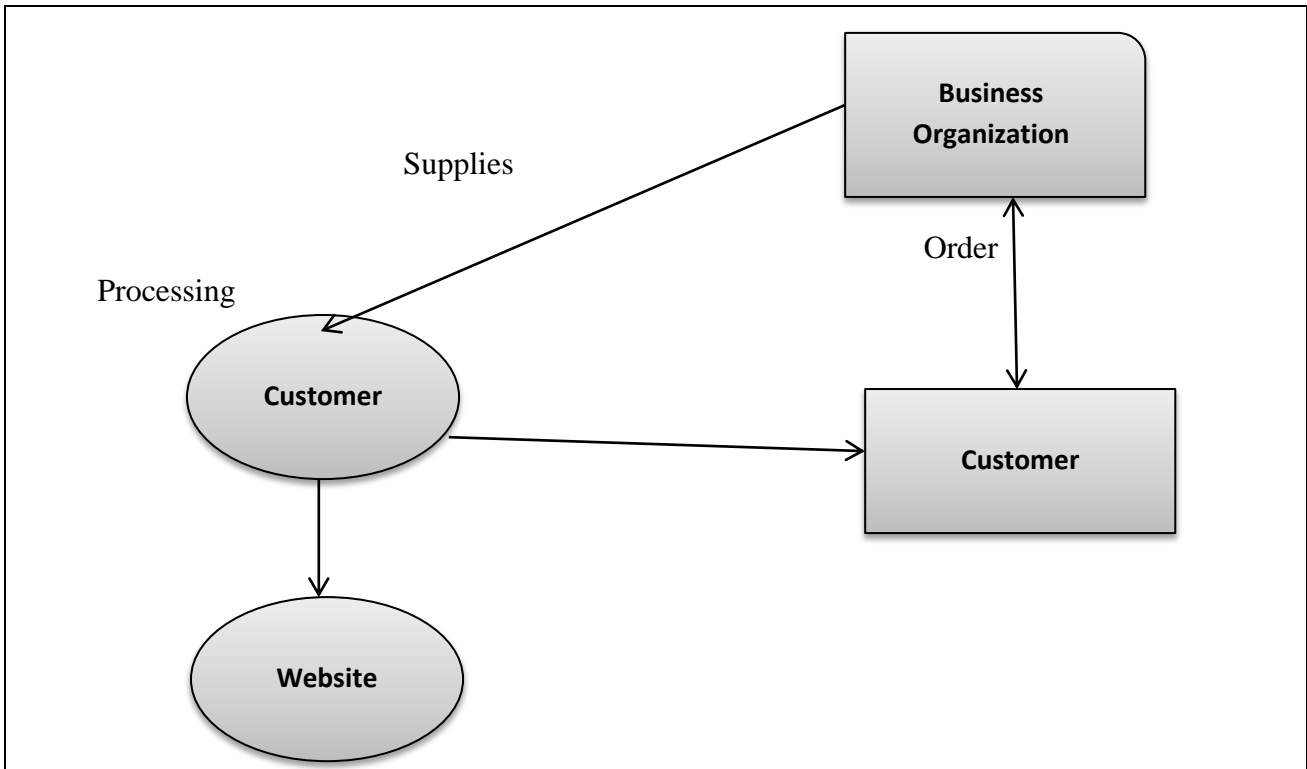 Business
Organization
Supplies
Order
Processing
Customer
Customer
Website